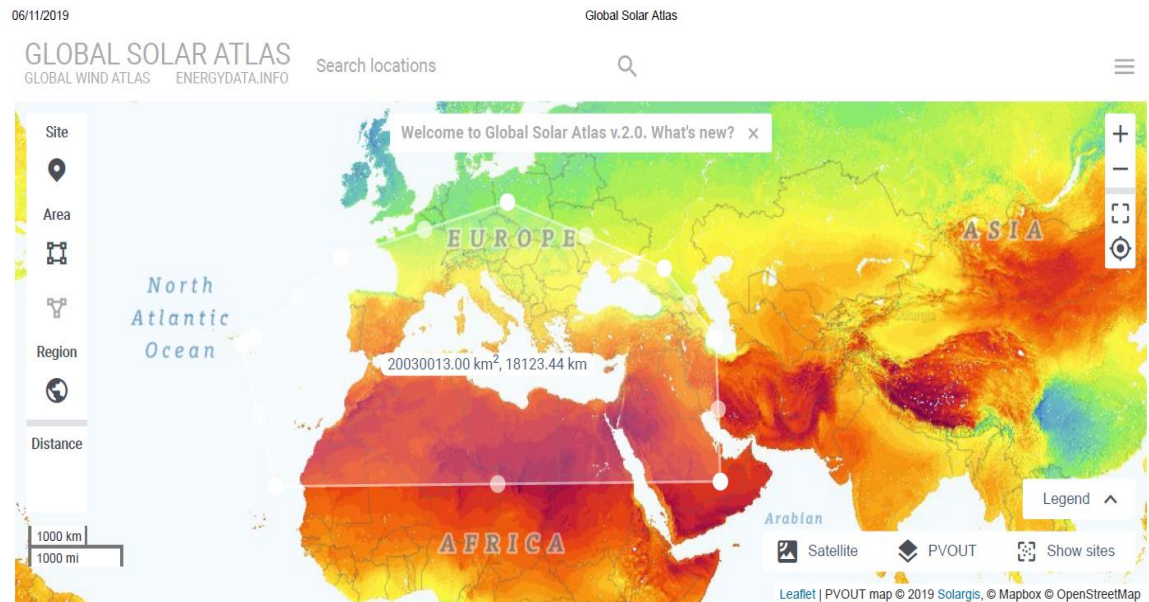 06/11/2019
Global Solar Atlas
GLOBAL SOLAR ATLAS
GLOBAL WIND ATLAS ENERGYDATA.INFO
Search locations
Welcome to Global Solar Atlas v.2.0. What's new? ×
Site
Area
Region
Distance
North
Atlantic
Ocean
EUROPE
ASIA
20030013.00 km², 18123.44 km
AFRICA
Arabian
1000 km
1000 mi
+
−
Legend
Satellite
PVOUT
Show sites
Leaflet | PVOUT map © 2019 Solargis, © Mapbox © OpenStreetMap